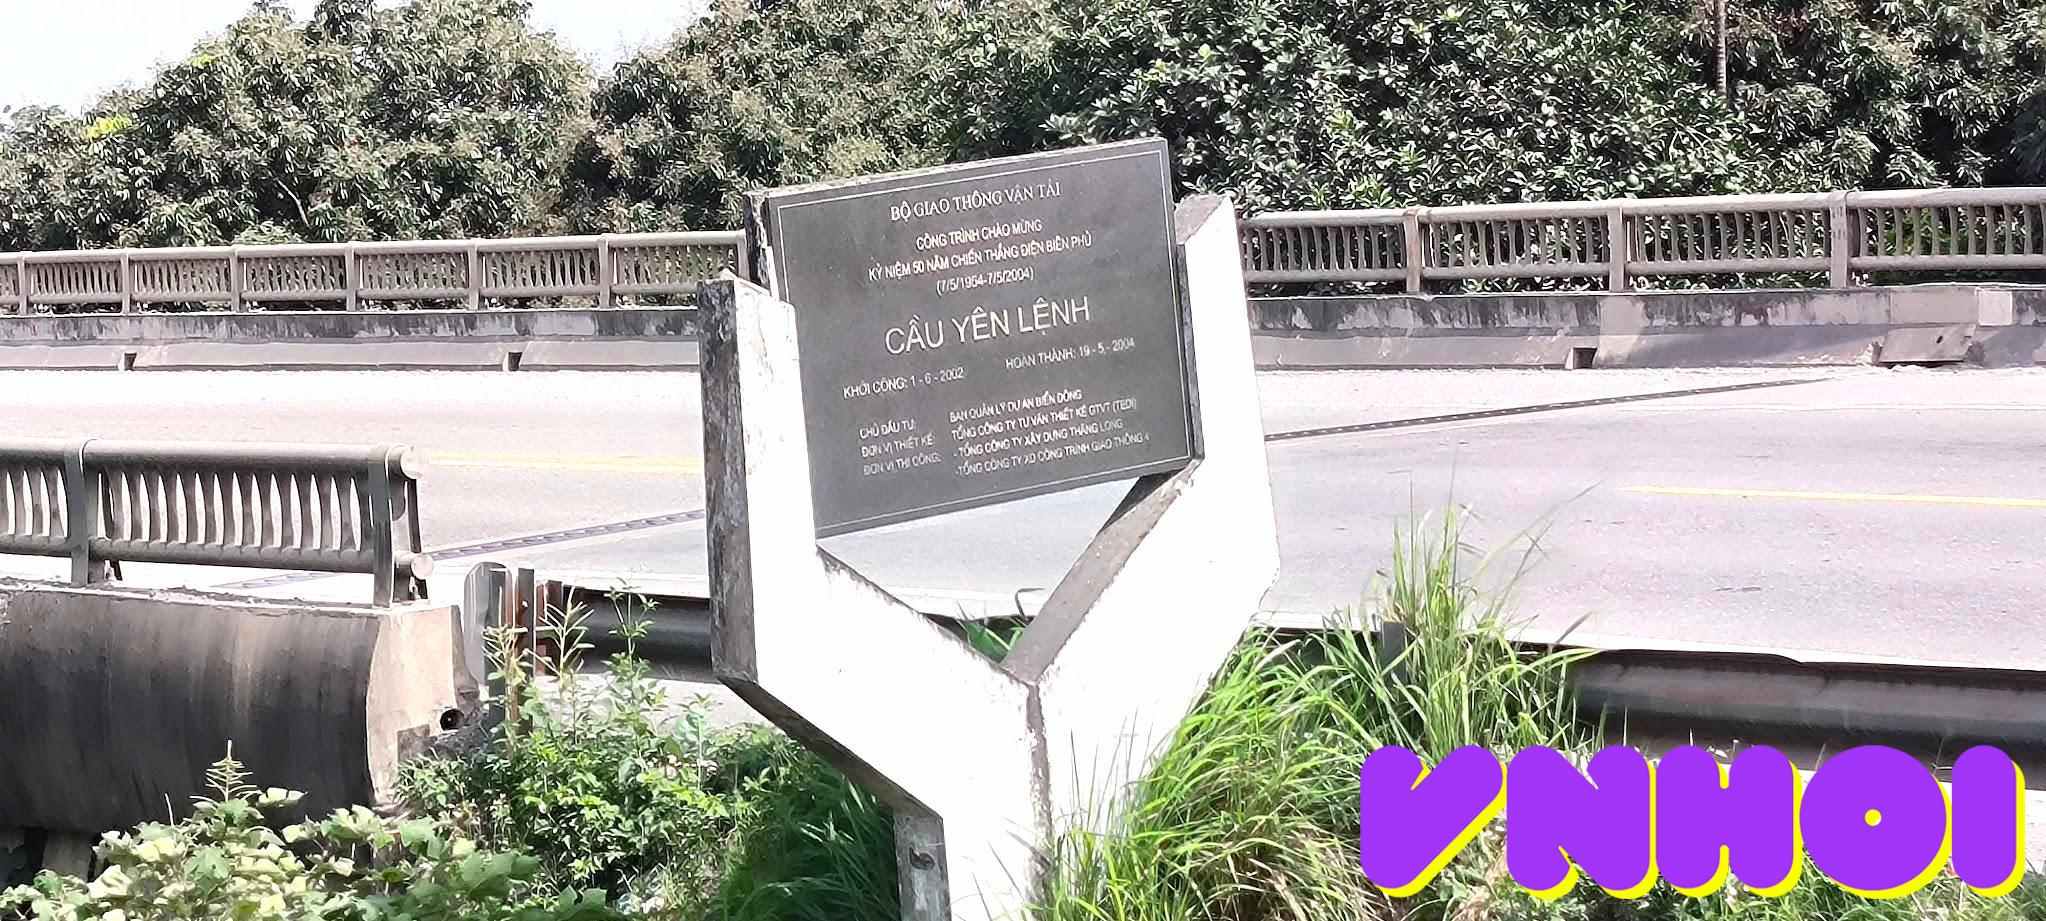 BỘ GIAO THÔNG VẬN TẢI
CÔNG TRÌNH CHÀO MỪNG
KỶ NIỆM 50 NĂM CHIẾN THẮNG ĐIỆN BIÊN PHỦ
(7/5/1954-7/5/2004)
CẦU YÊN LỆNH
KHỞI CÔNG: 1 - 6 - 2002 HOÀN THÀNH: 19 - 5 - 2004
CHỦ ĐẦU TƯ: BAN QUẢN LÝ DỰ ÁN BIỂN ĐÔNG
ĐƠN VỊ THIẾT KẾ: TỔNG CÔNG TY TƯ VẤN THIẾT KẾ GTVT (TEDI)
ĐƠN VỊ THI CÔNG: - TỔNG CÔNG TY XÂY DỰNG THĂNG LONG
-TỔNG CÔNG TY XD CÔNG TRÌNH GIAO THÔNG 4
VNHOI